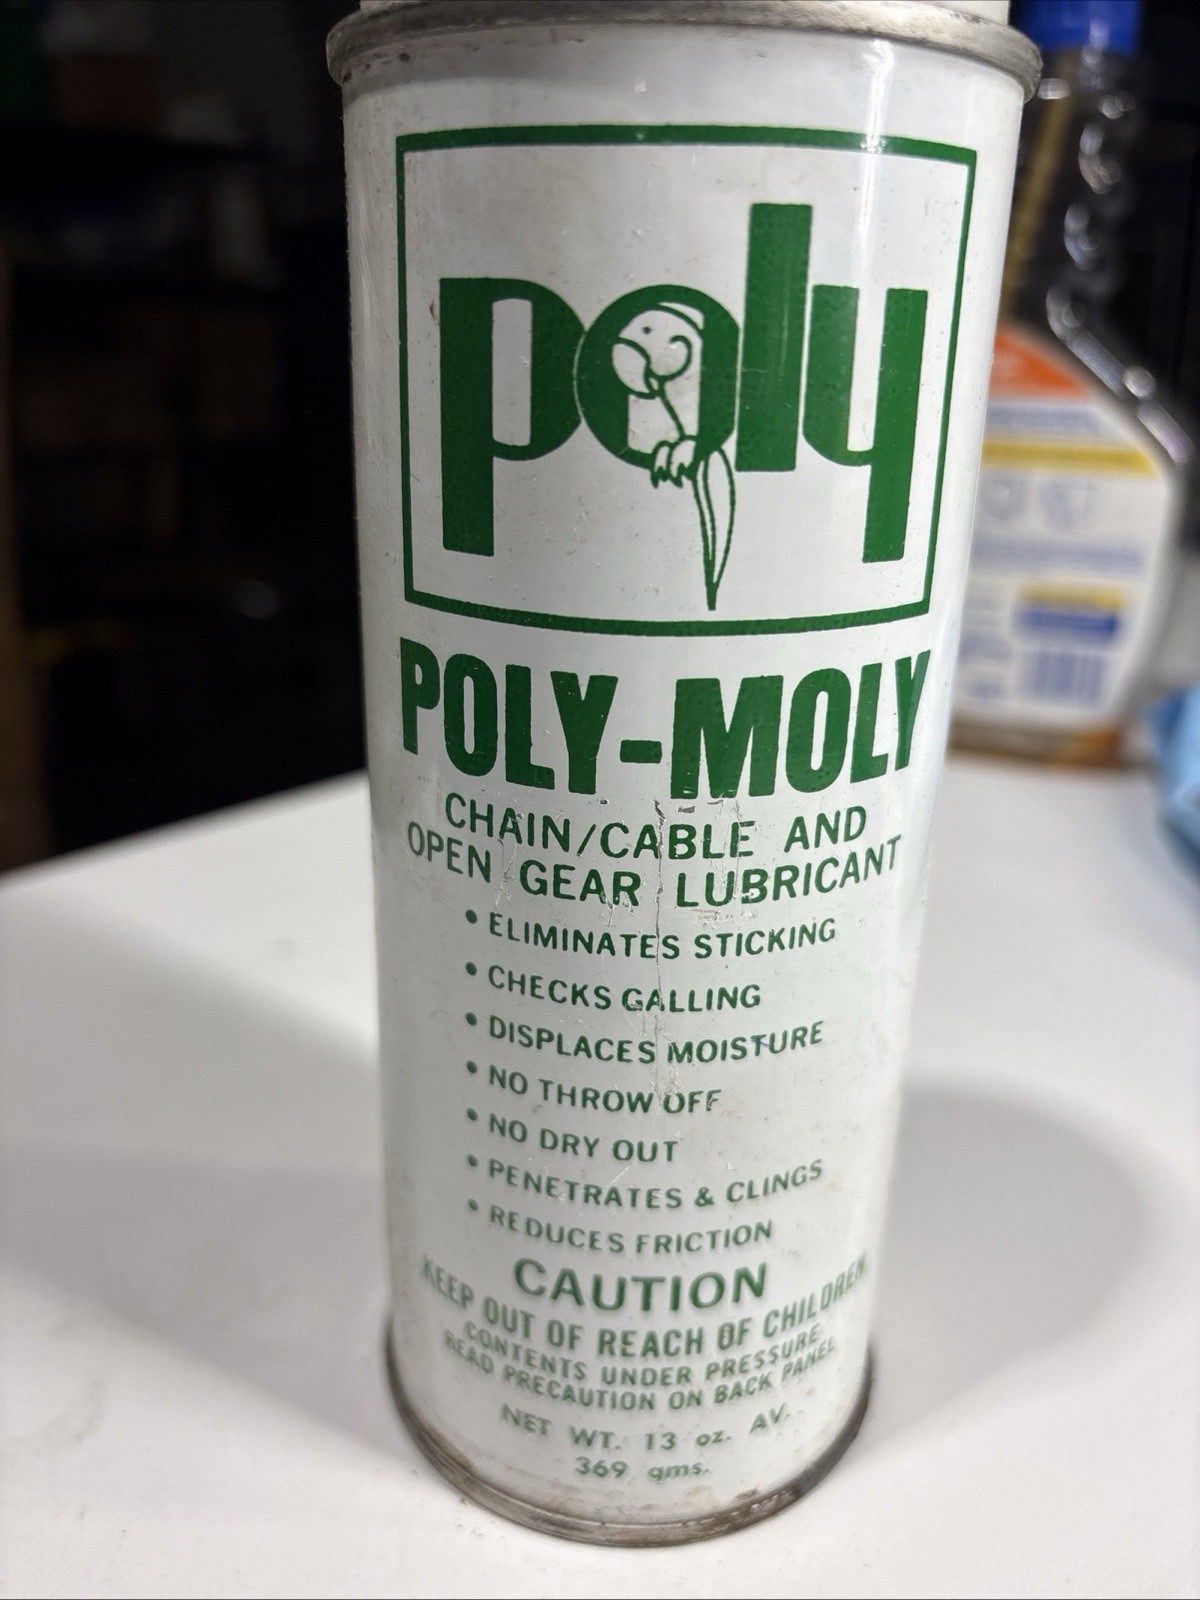 poly
POLY-MOLY
CHAIN/CABLE AND
OPEN GEAR LUBRICANT
• ELIMINATES STICKING
• CHECKS GALLING
• DISPLACES MOISTURE
• NO THROW OFF
• NO DRY OUT
• PENETRATES & CLINGS
• REDUCES FRICTION
CAUTION
KEEP OUT OF REACH OF CHILDREN
CONTENTS UNDER PRESSURE
READ PRECAUTION ON BACK PANEL
NET WT. 13 oz. AV.
369 gms.